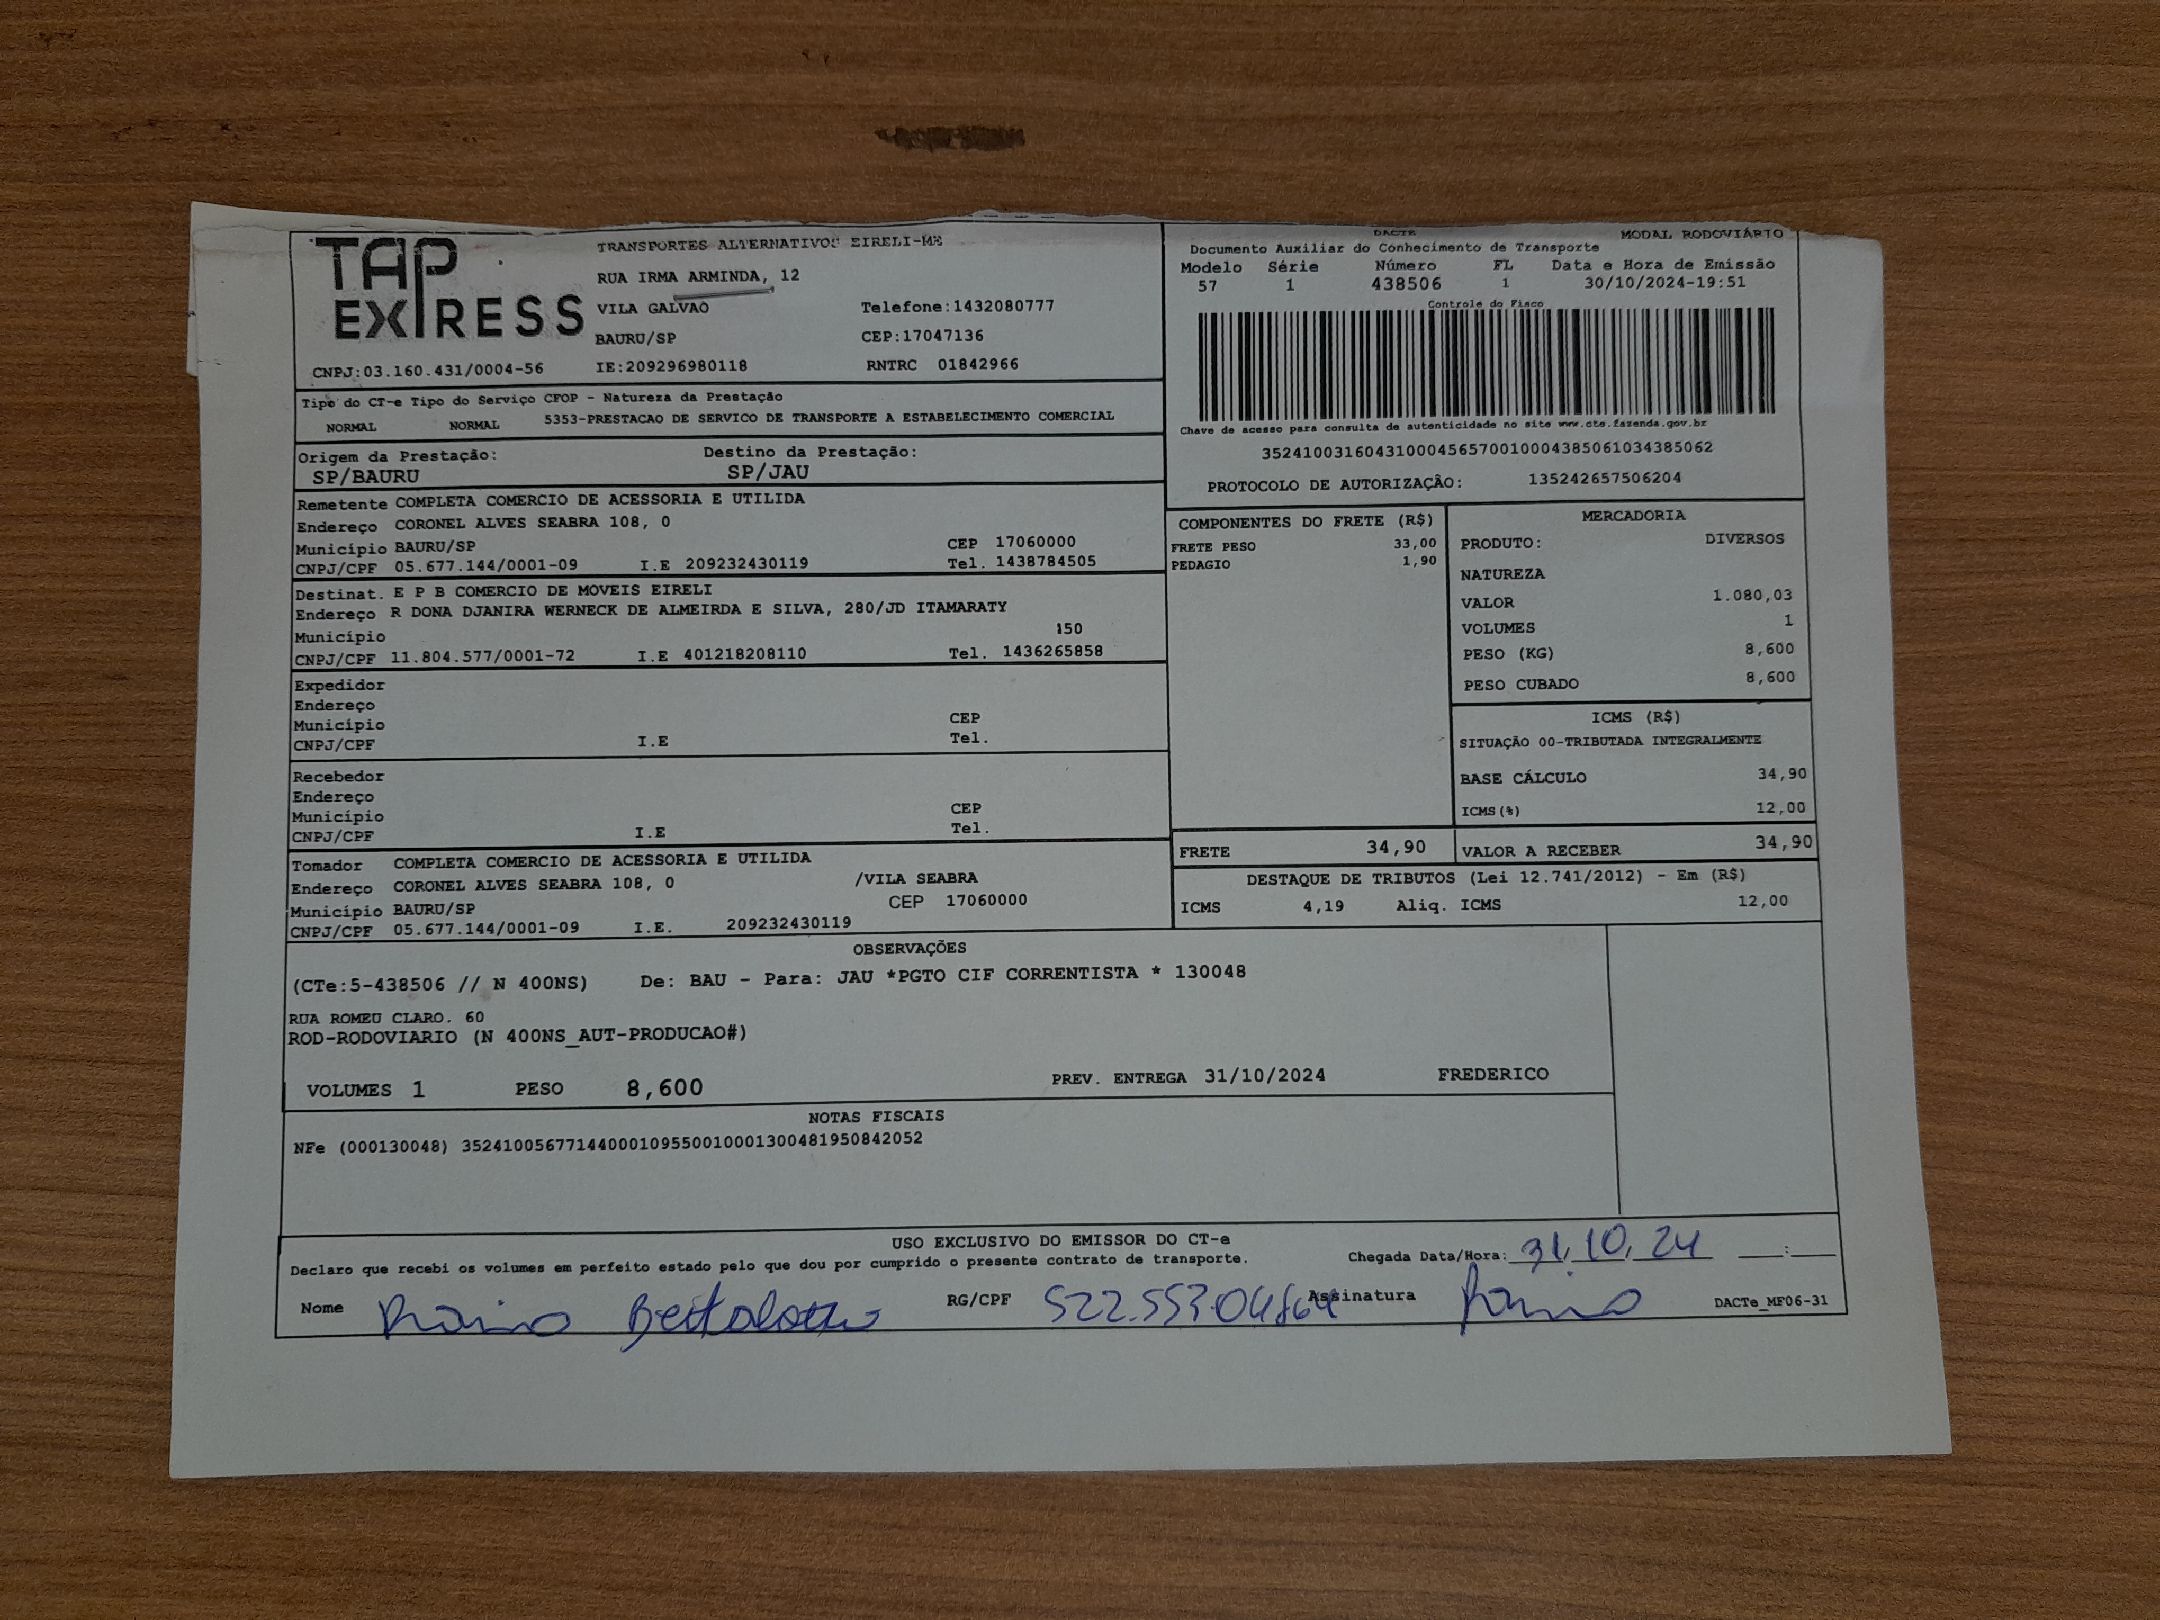 TAP EXPRESS
TRANSPORTES ALTERNATIVOS EIRELI-ME
RUA IRMA ARMINDA, 12
VILA GALVAO Telefone:1432080777
BAURU/SP CEP:17047136
CNPJ:03.160.431/0004-56 IE:209296980118 RNTRC 01842966
DACTE MODAL RODOVIÁRIO
Documento Auxiliar do Conhecimento de Transporte
Modelo Série Número FL Data e Hora de Emissão
57 1 438506 1 30/10/2024-19:51
Controle do Fisco
Chave de acesso para consulta de autenticidade no site www.cte.fazenda.gov.br
35241003160431000456570010004385061034385062
PROTOCOLO DE AUTORIZAÇÃO: 135242657506204
Tipo do CT-e Tipo do Serviço CFOP - Natureza da Prestação
NORMAL NORMAL 5353-PRESTACAO DE SERVICO DE TRANSPORTE A ESTABELECIMENTO COMERCIAL
Origem da Prestação: Destino da Prestação:
SP/BAURU SP/JAU
Remetente COMPLETA COMERCIO DE ACESSORIA E UTILIDA
Endereço CORONEL ALVES SEABRA 108, 0
Município BAURU/SP CEP 17060000
CNPJ/CPF 05.677.144/0001-09 I.E 209232430119 Tel. 1438784505
Destinat. E P B COMERCIO DE MOVEIS EIRELI
Endereço R DONA DJANIRA WERNECK DE ALMEIRDA E SILVA, 280/JD ITAMARATY
Município 150
CNPJ/CPF 11.804.577/0001-72 I.E 401218208110 Tel. 1436265858
Expedidor
Endereço
Município CEP
CNPJ/CPF I.E Tel.
Recebedor
Endereço
Município CEP
CNPJ/CPF I.E Tel.
Tomador COMPLETA COMERCIO DE ACESSORIA E UTILIDA
Endereço CORONEL ALVES SEABRA 108, 0 /VILA SEABRA
Município BAURU/SP CEP 17060000
CNPJ/CPF 05.677.144/0001-09 I.E. 209232430119
COMPONENTES DO FRETE (R$)
FRETE PESO 33,00
PEDAGIO 1,90
MERCADORIA
PRODUTO: DIVERSOS
NATUREZA
VALOR 1.080,03
VOLUMES 1
PESO (KG) 8,600
PESO CUBADO 8,600
ICMS (R$)
SITUAÇÃO 00-TRIBUTADA INTEGRALMENTE
BASE CÁLCULO 34,90
ICMS(%) 12,00
FRETE 34,90 VALOR A RECEBER 34,90
DESTAQUE DE TRIBUTOS (Lei 12.741/2012) - Em (R$)
ICMS 4,19 Aliq. ICMS 12,00
OBSERVAÇÕES
(CTe:5-438506 // N 400NS) De: BAU - Para: JAU *PGTO CIF CORRENTISTA * 130048
RUA ROMEU CLARO. 60
ROD-RODOVIARIO (N 400NS_AUT-PRODUCAO#)
VOLUMES 1 PESO 8,600 PREV. ENTREGA 31/10/2024 FREDERICO
NOTAS FISCAIS
NFe (000130048) 35241005677144000109550010001300481950842052
USO EXCLUSIVO DO EMISSOR DO CT-e
Declaro que recebi os volumes em perfeito estado pelo que dou por cumprido o presente contrato de transporte. Chegada Data/Hora: 31.10.24 ___:___
Nome RG/CPF Assinatura DACTe_MF06-31